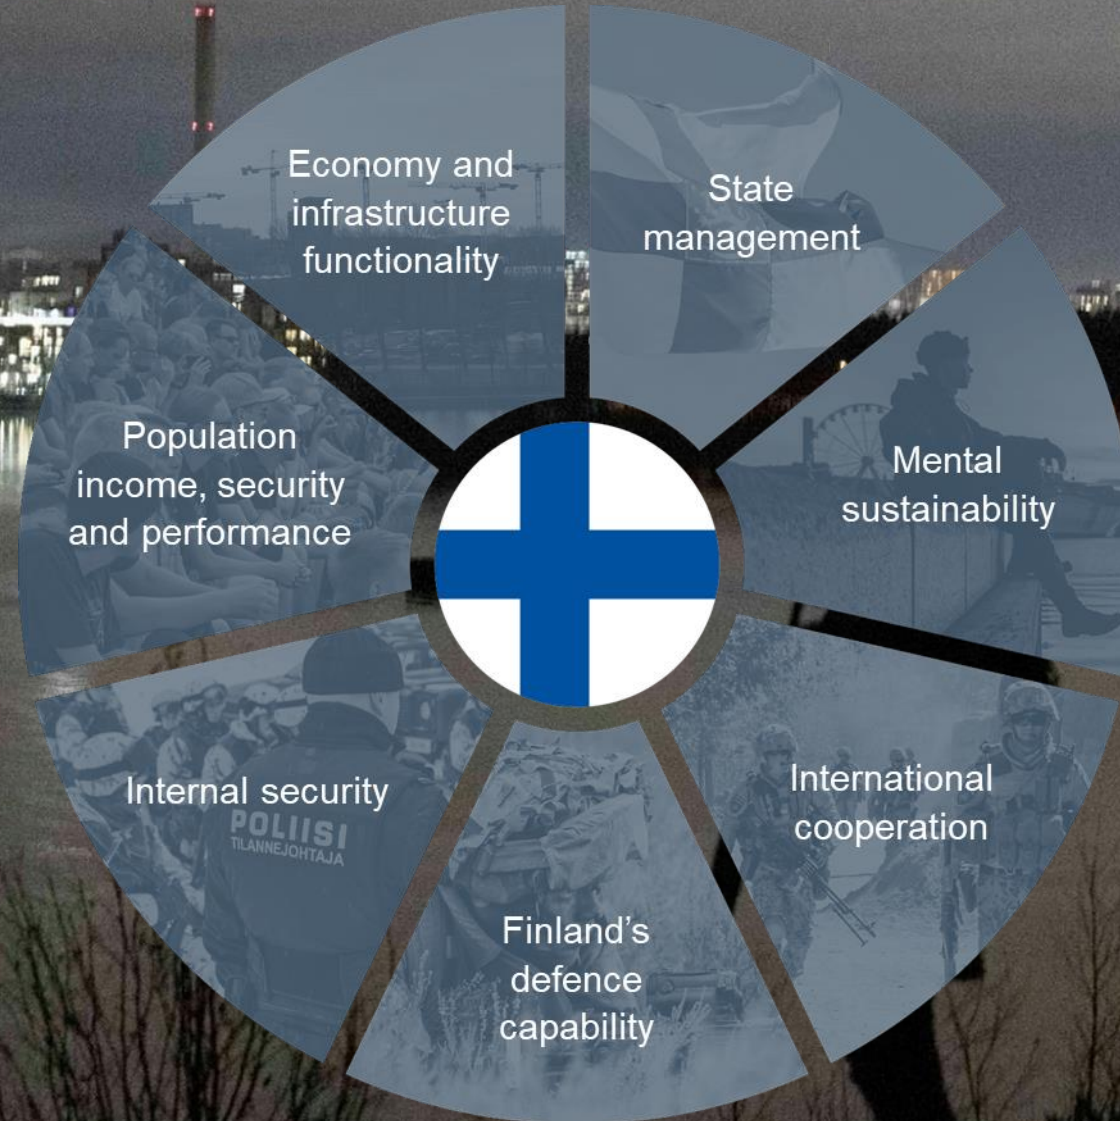 Economy and
infrastructure
functionality
State
management
Population
income, security
and performance
Mental
sustainability
Internal security
POLIISI
TILANNEJOHTAJA
International
cooperation
Finland’s
defence
capability